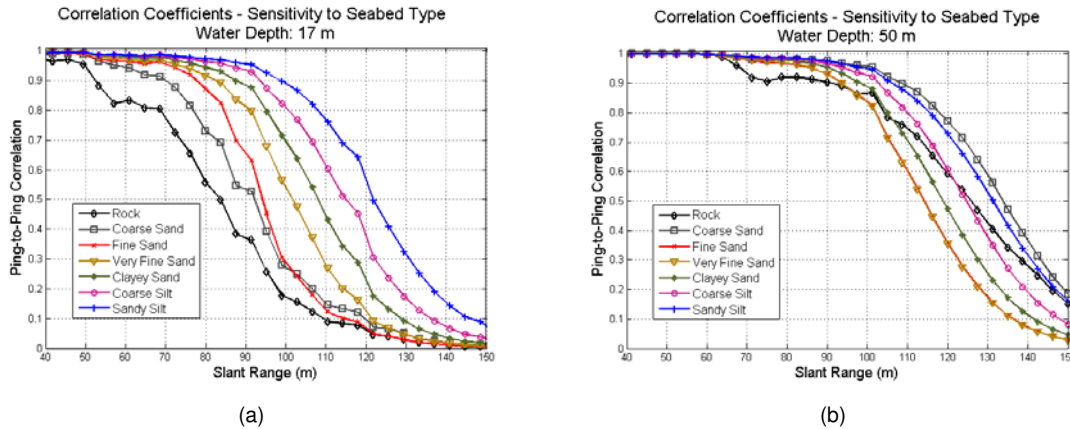 Correlation Coefficients - Sensitivity to Seabed Type
Water Depth: 17 m
Ping-to-Ping Correlation
1
0.9
0.8
0.7
0.6
0.5
0.4
0.3
0.2
0.1
0
Rock
Coarse Sand
Fine Sand
Very Fine Sand
Clayey Sand
Coarse Silt
Sandy Silt
40 50 60 70 80 90 100 110 120 130 140 150
Slant Range (m)
(a)
Correlation Coefficients - Sensitivity to Seabed Type
Water Depth: 50 m
Ping-to-Ping Correlation
1
0.9
0.8
0.7
0.6
0.5
0.4
0.3
0.2
0.1
0
Rock
Coarse Sand
Fine Sand
Very Fine Sand
Clayey Sand
Coarse Silt
Sandy Silt
40 50 60 70 80 90 100 110 120 130 140 150
Slant Range (m)
(b)